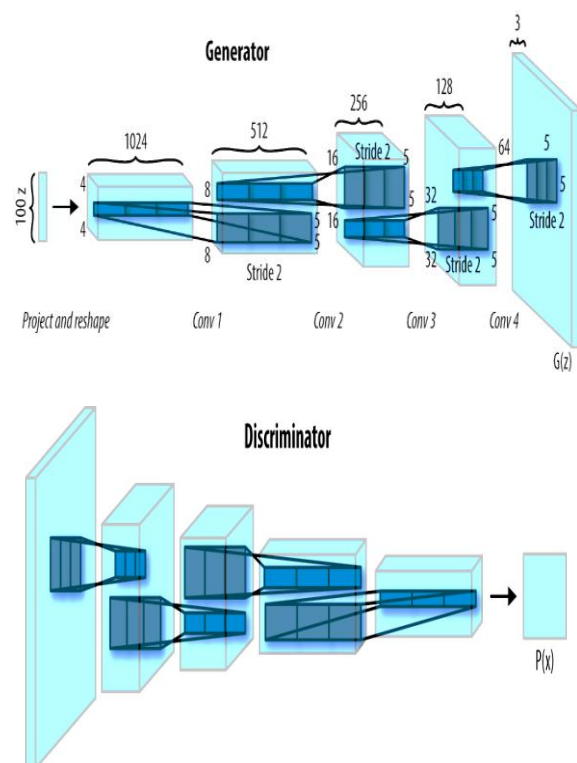 Generator
3
128
256
512
1024
64
5
16
Stride 2
5
4
8
5
100 z
5
16
32
5
5
5
Stride 2
4
5
8
32
Stride 2
5
Stride 2
Project and reshape
Conv 1
Conv 2
Conv 3
Conv 4
G(z)
Discriminator
P(x)